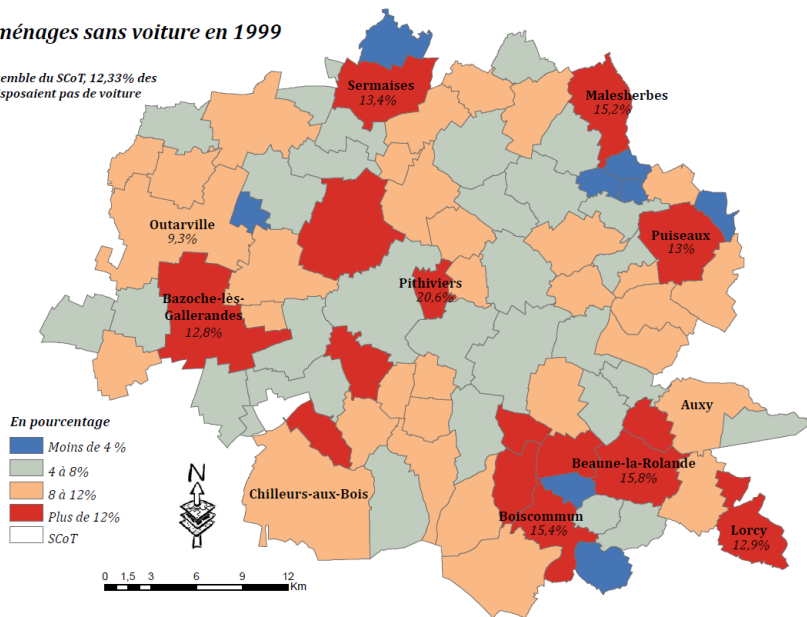 ménages sans voiture en 1999
semble du SCoT, 12,33% des
isposaient pas de voiture
Sermaises
13,4%
Malesherbes
15,2%
Outarville
9,3%
Puiseaux
13%
Pithiviers
20,6%
Bazoche-lès-
Gallerandes
12,8%
Auxy
En pourcentage
Moins de 4 %
4 à 8%
8 à 12%
Plus de 12%
SCoT
N
Chilleurs-aux-Bois
Beaune-la-Rolande
15,8%
Boiscommun
15,4%
Lorcy
12,9%
0 1,5 3 6 9 12
Km